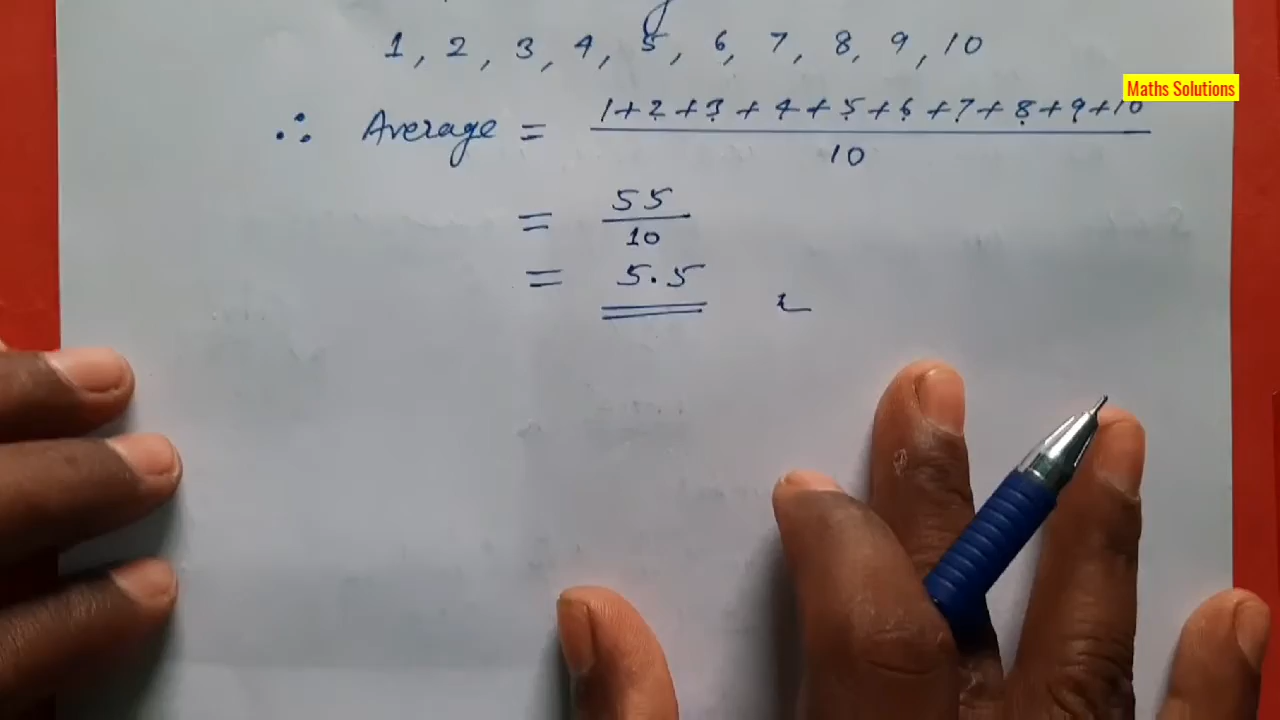 1, 2, 3, 4, 5, 6, 7, 8, 9, 10
Maths Solutions
∴ Average = 1+2+3+4+5+6+7+8+9+10
10
= 55
10
= 5.5